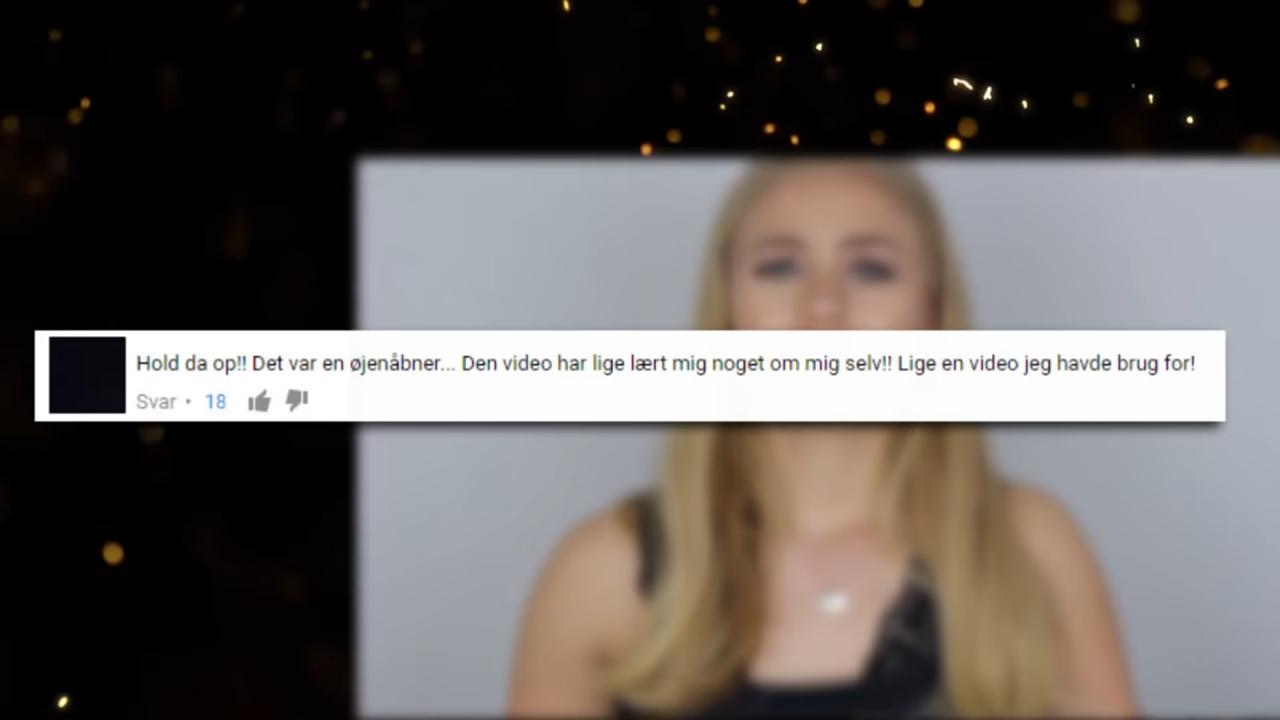 Hold da op!! Det var en øjenåbner... Den video har lige lært mig noget om mig selv!! Lige en video jeg havde brug for!
Svar • 18